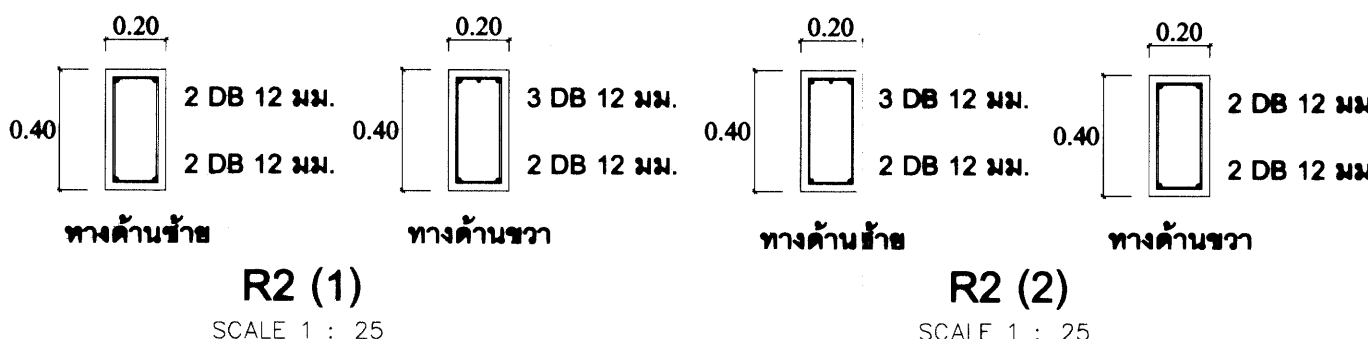 0.20 0.20 0.20 0.20
0.40 2 DB 12 มม. 0.40 3 DB 12 มม. 0.40 3 DB 12 มม. 0.40 2 DB 12 มม
2 DB 12 มม. 2 DB 12 มม. 2 DB 12 มม. 2 DB 12 มม
ทางด้านซ้าย ทางด้านขวา ทางด้านซ้าย ทางด้านขวา
R2 (1) R2 (2)
SCALE 1 : 25 SCALE 1 : 25